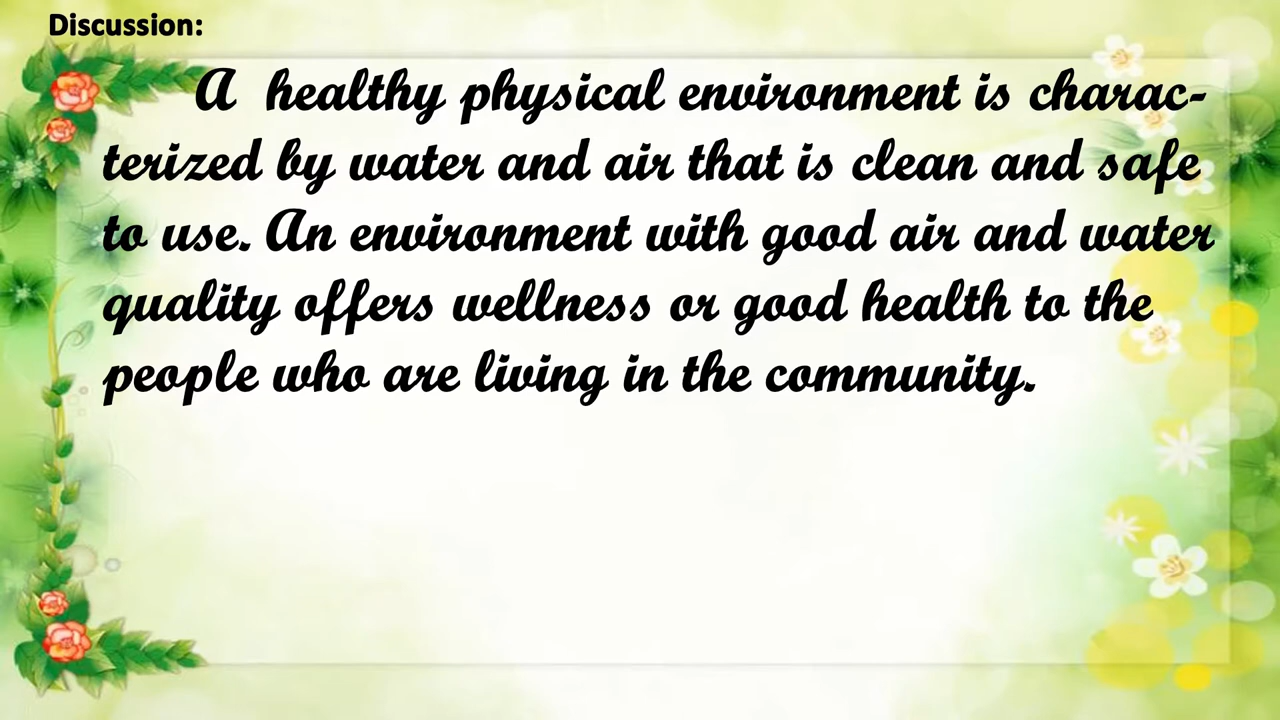 Discussion:
A healthy physical environment is charac-
terized by water and air that is clean and safe
to use. An environment with good air and water
quality offers wellness or good health to the
people who are living in the community.